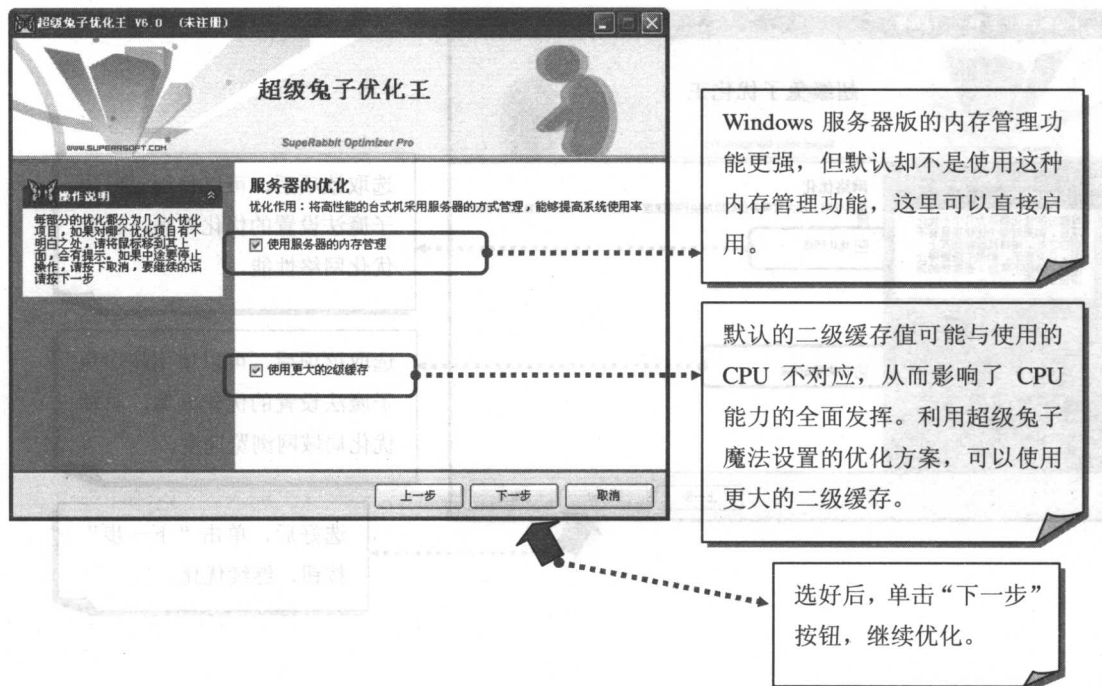 超级兔子优化王 V6.0 （未注册）
超级兔子优化王
WWW.SUPERRSOFT.COM
SupeRabbit Optimizer Pro
操作说明
每部分的优化都分为几个小优化
项目，如果对哪个优化项目有不
明白之处，请将鼠标移到其上
面，会有提示。如果中途要停止
操作，请按下取消，要继续的话
请按下一步
服务器的优化
优化作用：将高性能的台式机采用服务器的方式管理，能够提高系统使用率
使用服务器的内存管理
使用更大的2级缓存
上一步
下一步
取消
Windows 服务器版的内存管理功
能更强，但默认却不是使用这种
内存管理功能，这里可以直接启
用。
默认的二级缓存值可能与使用的
CPU 不对应，从而影响了 CPU
能力的全面发挥。利用超级兔子
魔法设置的优化方案，可以使用
更大的二级缓存。
选好后，单击“下一步”
按钮，继续优化。